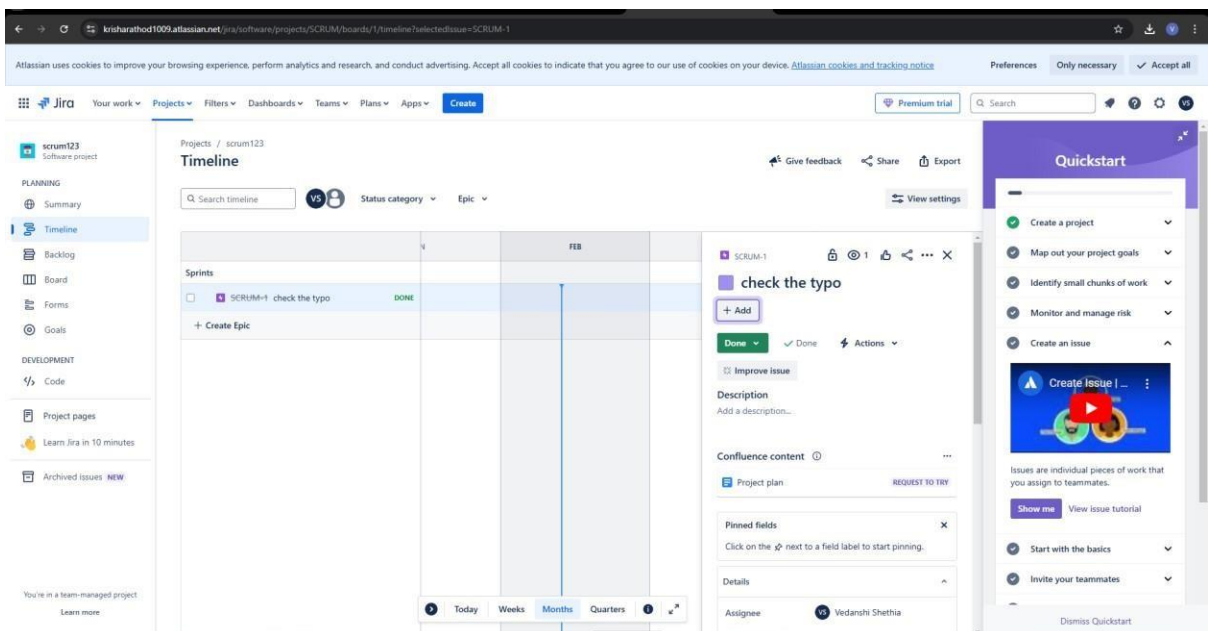 krisharathod1009.atlassian.net/jira/software/projects/SCRUM/boards/1/timeline?selectedIssue=SCRUM-1
Atlassian uses cookies to improve your browsing experience, perform analytics and research, and conduct advertising. Accept all cookies to indicate that you agree to our use of cookies on your device. Atlassian cookies and tracking notice
Preferences Only necessary Accept all
Jira Your work Projects Filters Dashboards Teams Plans Apps Create Premium trial Search VS
scrum123
Software project
PLANNING
Summary
Timeline
Backlog
Board
Forms
Goals
DEVELOPMENT
Code
Project pages
Learn Jira in 10 minutes
Archived issues NEW
You're in a team-managed project
Learn more
Projects / scrum123
Timeline
Give feedback Share Export
Search timeline VS Status category Epic View settings
FEB
Sprints
SCRUM-1 check the typo DONE
+ Create Epic
Today Weeks Months Quarters
SCRUM-1 1
check the typo
+ Add
Done Done Actions
Improve issue
Description
Add a description...
Confluence content
Project plan REQUEST TO TRY
Pinned fields
Click on the next to a field label to start pinning.
Details
Assignee VS Vedanshi Shethia
Quickstart
Create a project
Map out your project goals
Identify small chunks of work
Monitor and manage risk
Create an issue
Create Issue | ...
Issues are individual pieces of work that
you assign to teammates.
Show me View issue tutorial
Start with the basics
Invite your teammates
Dismiss Quickstart